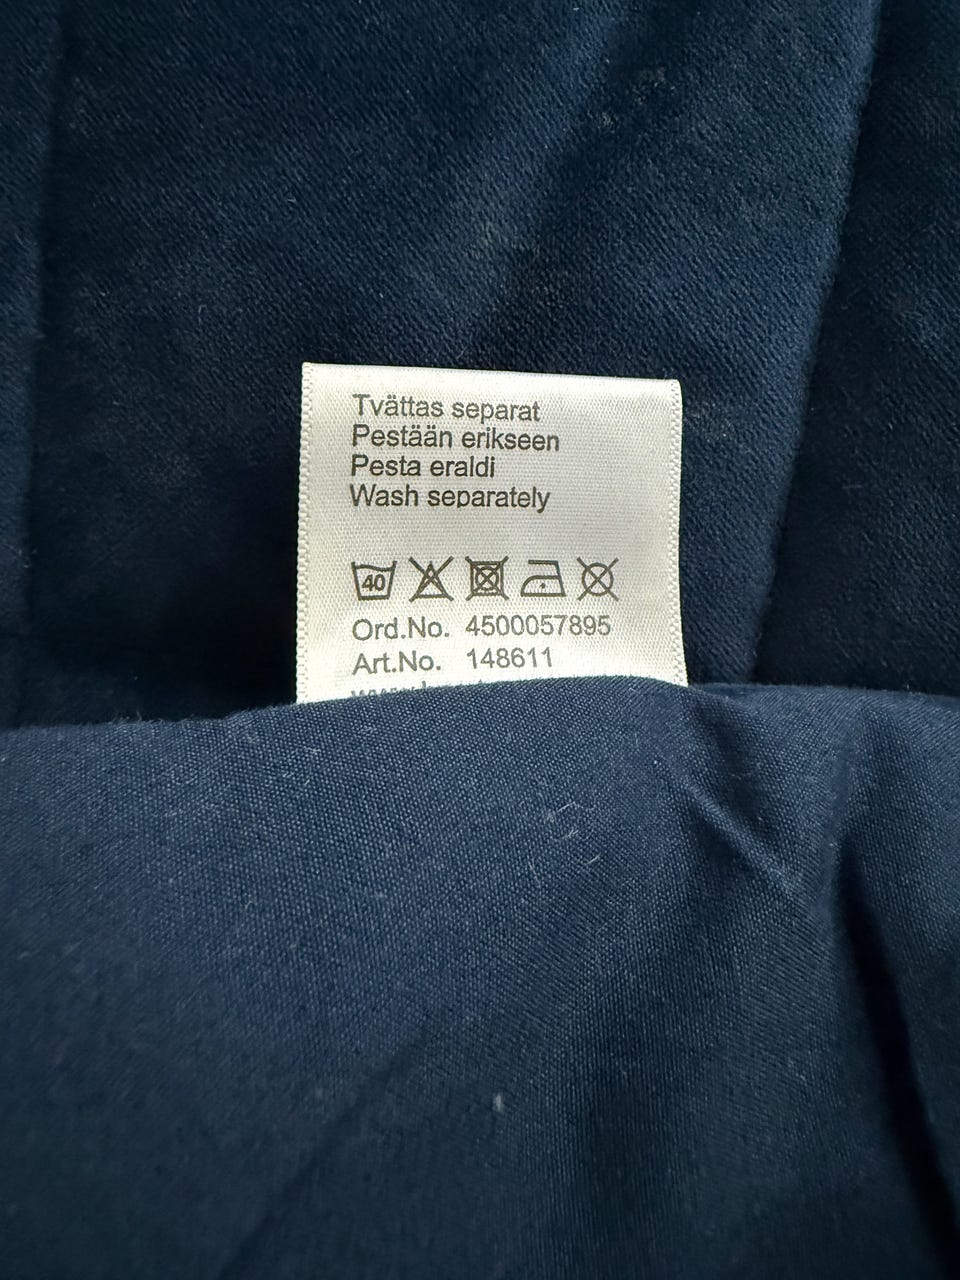 Tvättas separat
Pestään erikseen
Pesta eraldi
Wash separately
40
Ord.No. 4500057895
Art.No. 148611